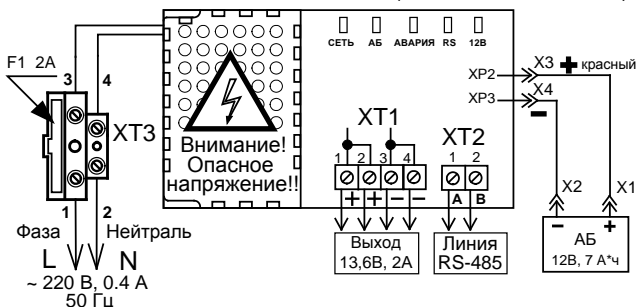 СЕТЬ АБ АВАРИЯ RS 12В
F1 2А
3 4
XT3
Внимание!
Опасное
напряжение!!
XT1
1 2 3 4
+ + − −
XT2
1 2
А В
XP2
XP3
X3 + красный
X4
−
X2 X1
− +
АБ
12В, 7 А*ч
1 2
Фаза Нейтраль
L N
~ 220 В, 0.4 А
50 Гц
Выход
13,6В, 2А
Линия
RS-485